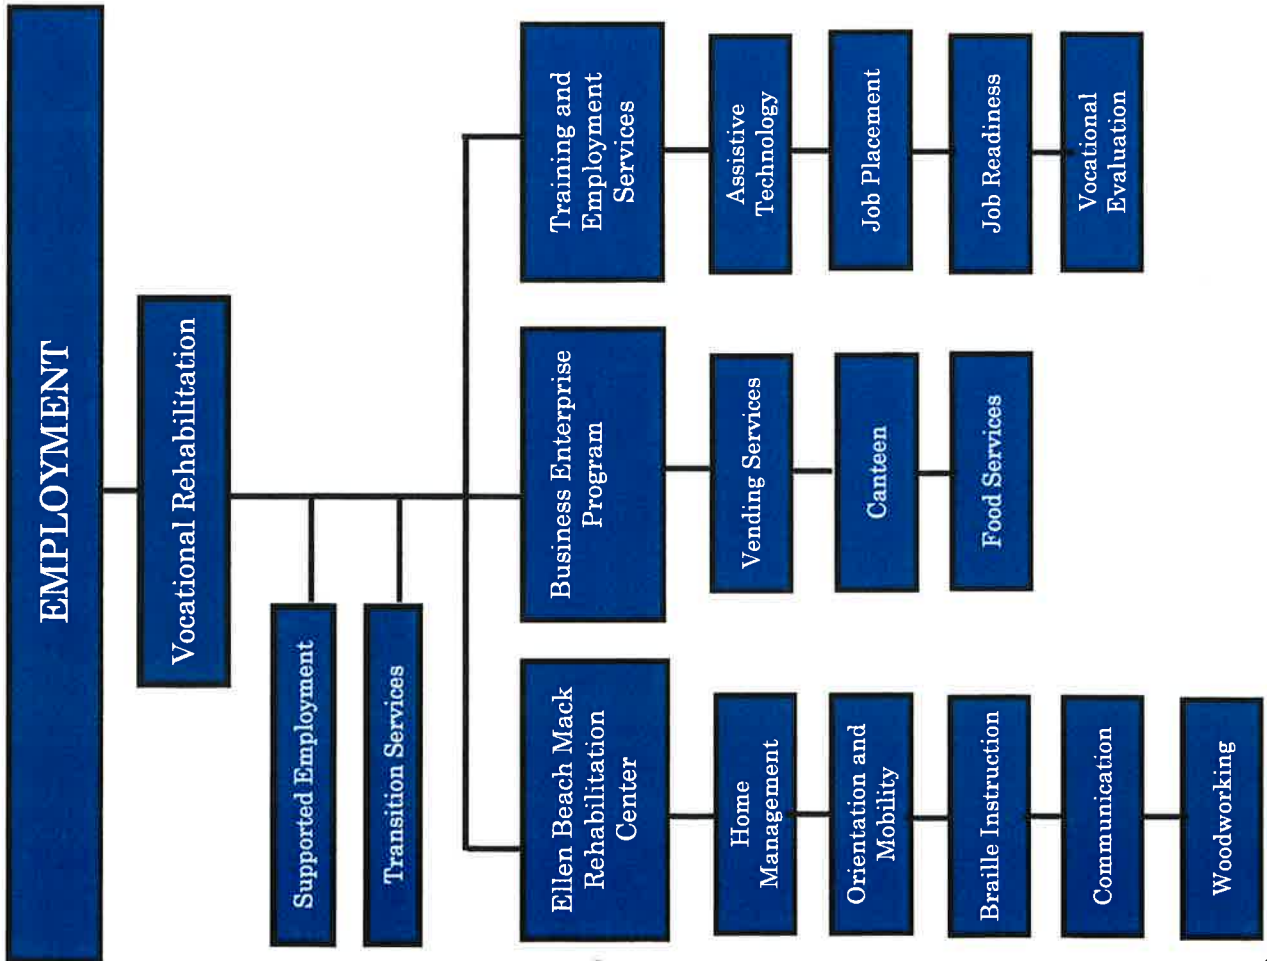 EMPLOYMENT
Vocational Rehabilitation
Supported Employment
Transition Services
Ellen Beach Mack
Rehabilitation
Center
Home
Management
Orientation and
Mobility
Braille Instruction
Communication
Woodworking
Business Enterprise
Program
Vending Services
Canteen
Food Services
Training and
Employment
Services
Assistive
Technology
Job Placement
Job Readiness
Vocational
Evaluation